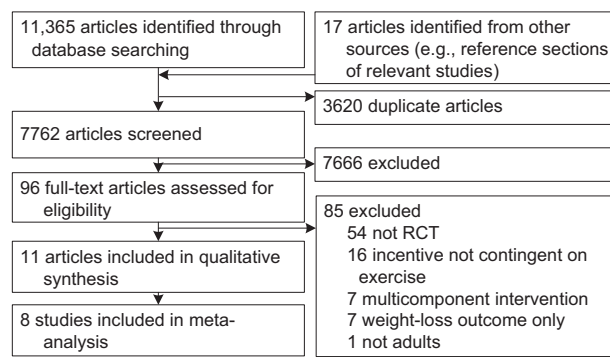 11,365 articles identified through
database searching
17 articles identified from other
sources (e.g., reference sections
of relevant studies)
3620 duplicate articles
7762 articles screened
7666 excluded
96 full-text articles assessed for
eligibility
85 excluded
54 not RCT
16 incentive not contingent on
exercise
7 multicomponent intervention
7 weight-loss outcome only
1 not adults
11 articles included in qualitative
synthesis
8 studies included in meta-
analysis